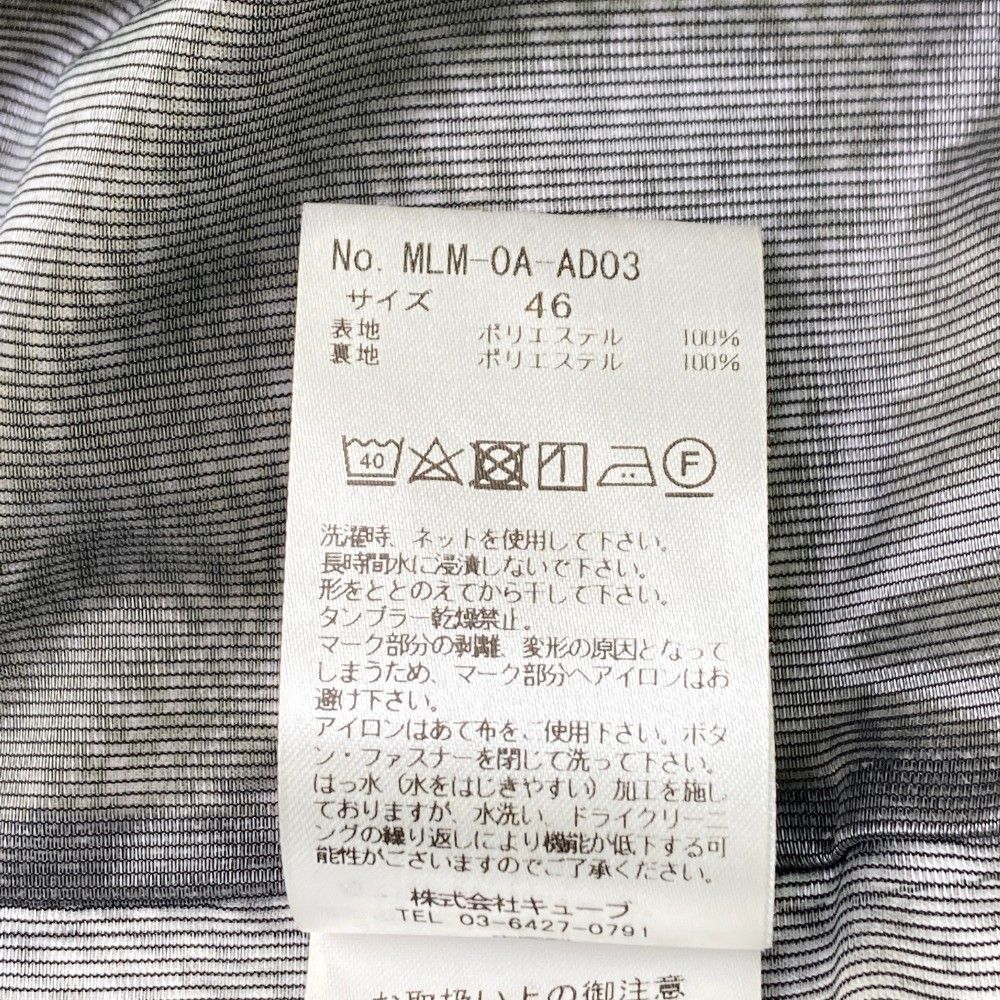 No. MLM-0A-AD03
サイズ 46
表地 ポリエステル 100%
裏地 ポリエステル 100%
40 F
洗濯時、ネットを使用して下さい。
長時間水に浸漬しないで下さい。
形をととのえてから干して下さい。
タンブラー乾燥禁止。
マーク部分の剥離、変形の原因となって
しまうため、マーク部分へアイロンはお
避け下さい。
アイロンはあて布をご使用下さい。ボタ
ン・ファスナーを閉じて洗って下さい。
はっ水（水をはじきやすい）加工を施し
ておりますが、水洗い、ドライクリーニ
ングの繰り返しにより機能が低下する可
能性がございますのでご了承ください。
株式会社キューブ
TEL 03-6427-0791
お取扱い上の御注意